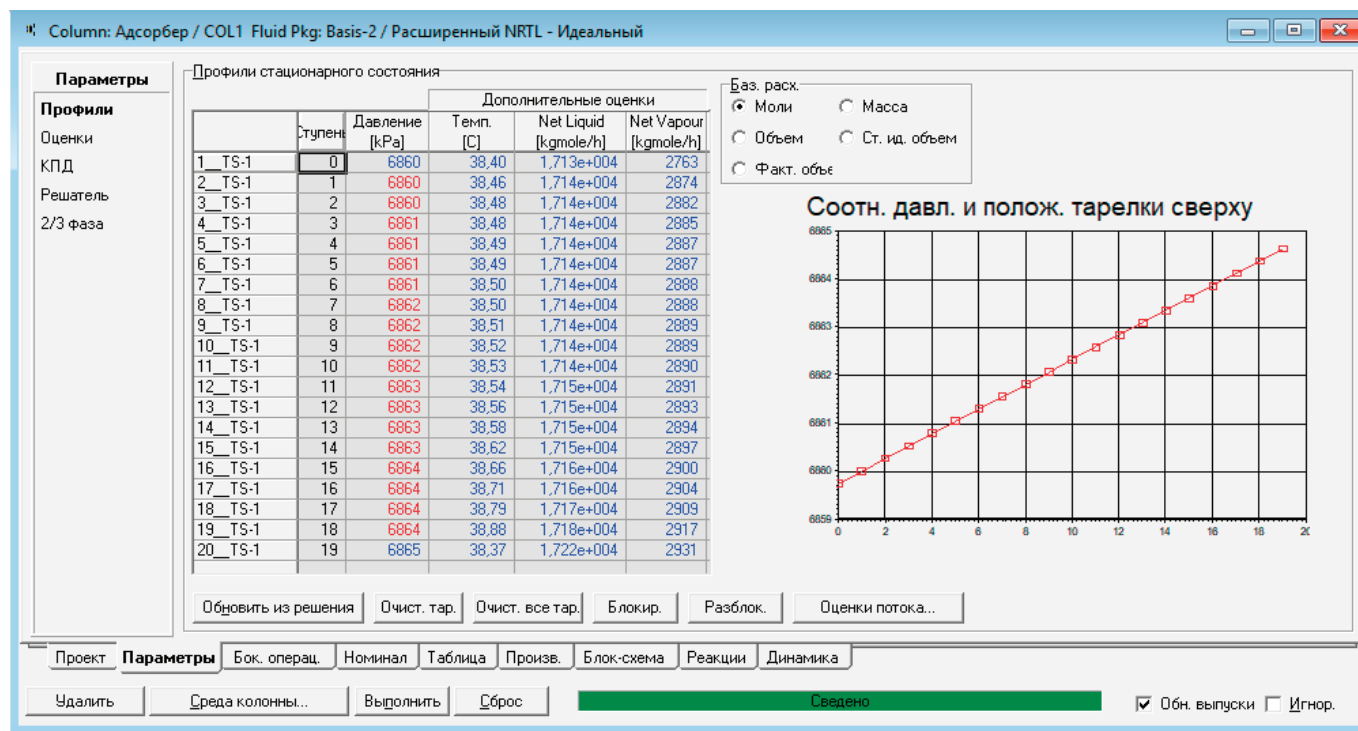 Column: Адсорбер / COL1 Fluid Pkg: Basis-2 / Расширенный NRTL - Идеальный
Параметры
Профили
Оценки
КПД
Решатель
2/3 фаза
Профили стационарного состояния
Дополнительные оценки
Ступень Давление Темп. Net Liquid Net Vapour
[kPa] [C] [kgmole/h] [kgmole/h]
1__TS-1 0 6860 38,40 1,713e+004 2763
2__TS-1 1 6860 38,46 1,714e+004 2874
3__TS-1 2 6860 38,48 1,714e+004 2882
4__TS-1 3 6861 38,48 1,714e+004 2885
5__TS-1 4 6861 38,49 1,714e+004 2887
6__TS-1 5 6861 38,49 1,714e+004 2887
7__TS-1 6 6861 38,50 1,714e+004 2888
8__TS-1 7 6862 38,50 1,714e+004 2888
9__TS-1 8 6862 38,51 1,714e+004 2889
10__TS-1 9 6862 38,52 1,714e+004 2889
11__TS-1 10 6862 38,53 1,714e+004 2890
12__TS-1 11 6863 38,54 1,715e+004 2891
13__TS-1 12 6863 38,56 1,715e+004 2893
14__TS-1 13 6863 38,58 1,715e+004 2894
15__TS-1 14 6863 38,62 1,715e+004 2897
16__TS-1 15 6864 38,66 1,716e+004 2900
17__TS-1 16 6864 38,71 1,716e+004 2904
18__TS-1 17 6864 38,79 1,717e+004 2909
19__TS-1 18 6864 38,88 1,718e+004 2917
20__TS-1 19 6865 38,37 1,722e+004 2931
Баз. расх.
Моли Масса
Объем Ст. ид. объем
Факт. объе
Соотн. давл. и полож. тарелки сверху
6865
6864
6863
6862
6861
6860
6859
0 2 4 6 8 10 12 14 16 18 20
Обновить из решения Очист. тар. Очист. все тар. Блокир. Разблок. Оценки потока...
Проект Параметры Бок. операц. Номинал Таблица Произв. Блок-схема Реакции Динамика
Удалить Среда колонны... Выполнить Сброс Сведено Обн. выпуски Игнор.